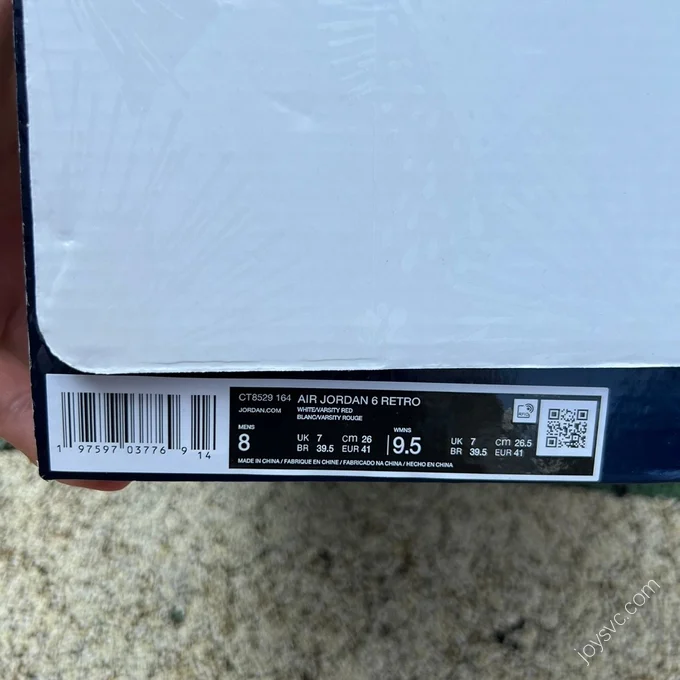 CT8529 164 AIR JORDAN 6 RETRO
JORDAN.COM
WHITE/VARSITY RED
BLANC/VARSITY ROUGE
MENS
8
UK 7 CM 26
BR 39.5 EUR 41
WMNS
9.5
UK 7 CM 26.5
BR 39.5 EUR 41
MADE IN CHINA / FABRIQUE EN CHINE / FABRICADO NA CHINA / HECHO EN CHINA
1 97597 03776 9 14
joysvc.com